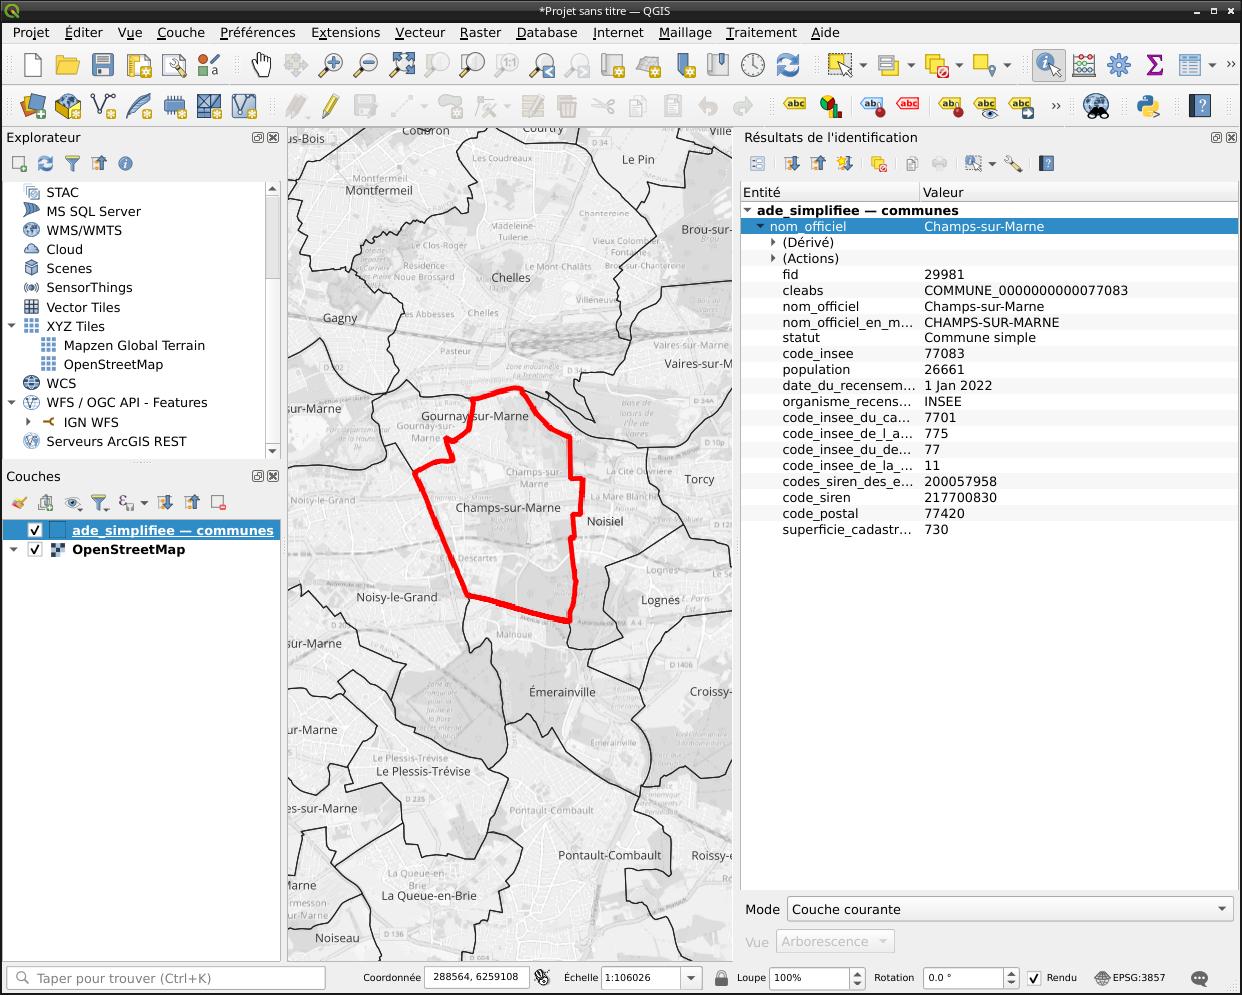 *Projet sans titre — QGIS
Projet Éditer Vue Couche Préférences Extensions Vecteur Raster Database Internet Maillage Traitement Aide
Explorateur
STAC
MS SQL Server
WMS/WMTS
Cloud
Scenes
SensorThings
Vector Tiles
XYZ Tiles
Mapzen Global Terrain
OpenStreetMap
WCS
WFS / OGC API - Features
IGN WFS
Serveurs ArcGIS REST
Couches
ade_simplifiee — communes
OpenStreetMap
us-Bois
Coubron
Courtry
Ville
D 34
Les Coudreaux
Le Pin
Montfermeil
Montfermeil
Chantereine
Madeleine-
Tuilerie
Brou-sur-
Le Clos-Roger
Vieux Colombier
Résidence-
Noue Brossard
Le Mont-Châlats
Brou-sur-Chantereine
Chelles
Les Abbesses
Villeneuve
Gagny
Pasteur
Vaires-sur-Marne
Vaires-sur-M
D 34A
sur-Marne
Gournay-sur-Marne
Gournay-sur-
Marne
D 10p
Champs-sur-
Marne
La Cité Ouvrière
Torcy
Noisy-le-Grand
La Mare Blanche
Champs-sur-Marne
Noisiel
Descartes
Lognes
Noisy-le-Grand
Lognes
A 4
Malnoue
sur-Marne
D 406
Émerainville
Croissy-
ur-Marne
Émerainville
Le Plessis-Trévise
Le Plessis-Trévise
D 235
es-sur-Marne
Pontault-Combault
Pontault-Combault
Roissy-e
La Queue-en-
Brie
Marne
La Queue-en-Brie
Noiseau
D 136
Résultats de l'identification
Entité Valeur
ade_simplifiee — communes
nom_officiel Champs-sur-Marne
(Dérivé)
(Actions)
fid 29981
cleabs COMMUNE_0000000000077083
nom_officiel Champs-sur-Marne
nom_officiel_en_m... CHAMPS-SUR-MARNE
statut Commune simple
code_insee 77083
population 26661
date_du_recensem... 1 Jan 2022
organisme_recens... INSEE
code_insee_du_ca... 7701
code_insee_de_l_a... 775
code_insee_du_de... 77
code_insee_de_la_... 11
codes_siren_des_e... 200057958
code_siren 217700830
code_postal 77420
superficie_cadastr... 730
Mode Couche courante
Vue Arborescence
Taper pour trouver (Ctrl+K) Coordonnée 288564, 6259108 Échelle 1:106026 Loupe 100% Rotation 0.0 ° Rendu EPSG:3857